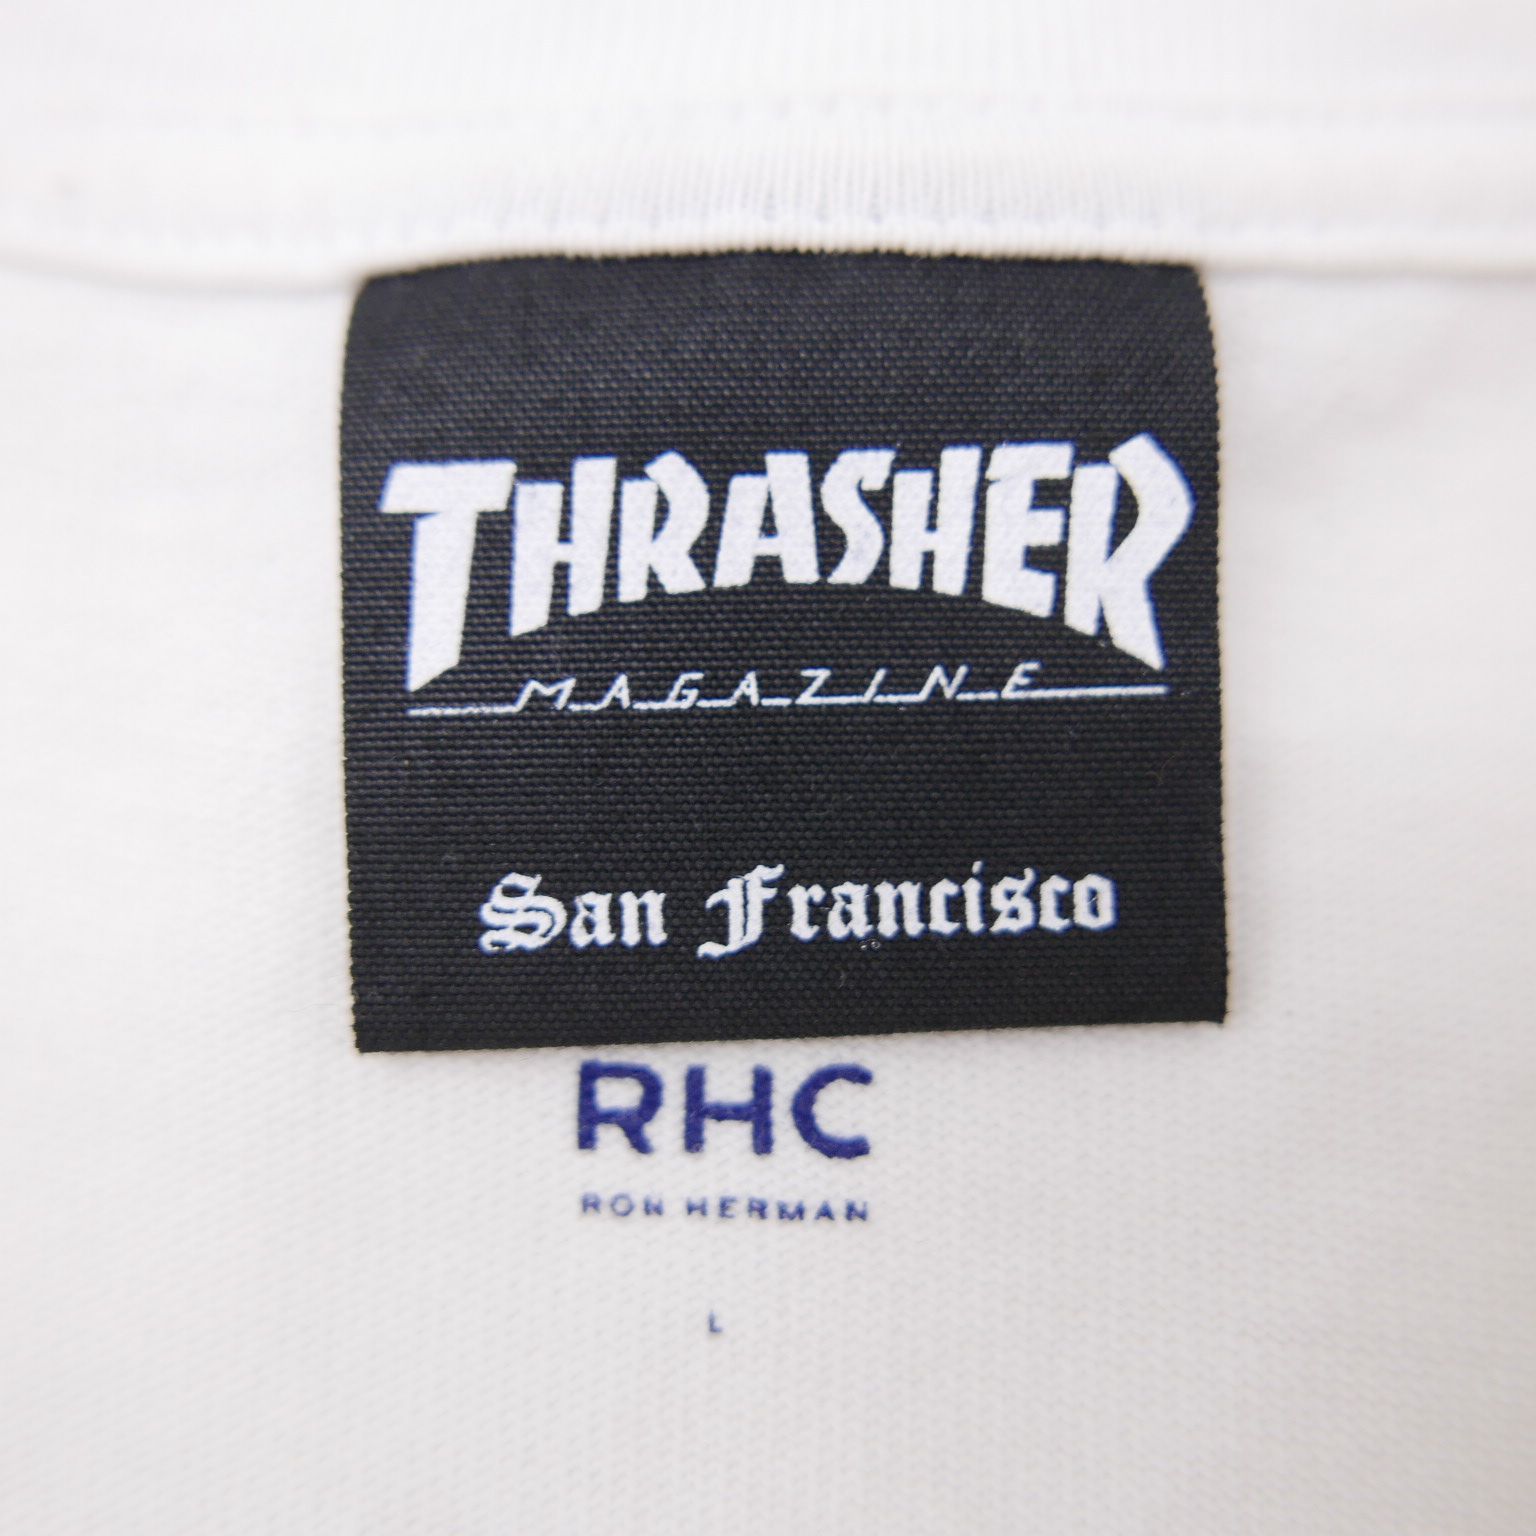 THRASHER
MAGAZINE
San Francisco
RHC
RON HERMAN
L